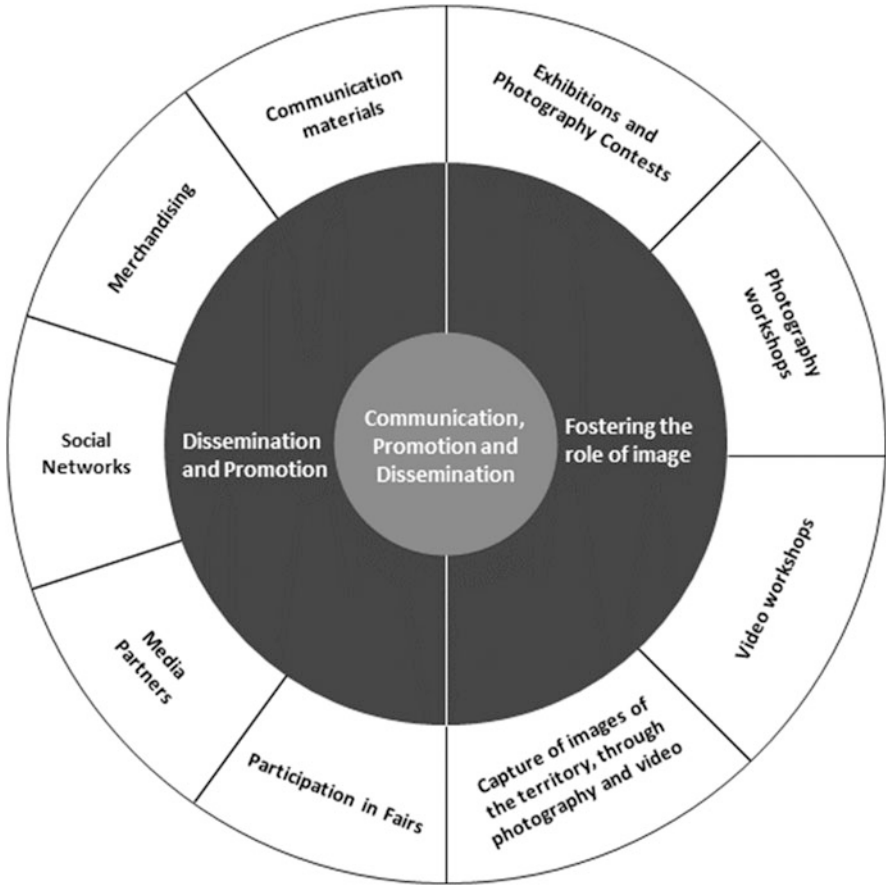 Communication,
Promotion and
Dissemination
Dissemination
and Promotion
Fostering the
role of image
Exhibitions and
Photography Contests
Photography
workshops
Video workshops
Capture of images of
the territory, through
photography and video
Participation in Fairs
Media
Partners
Social
Networks
Merchandising
Communication
materials